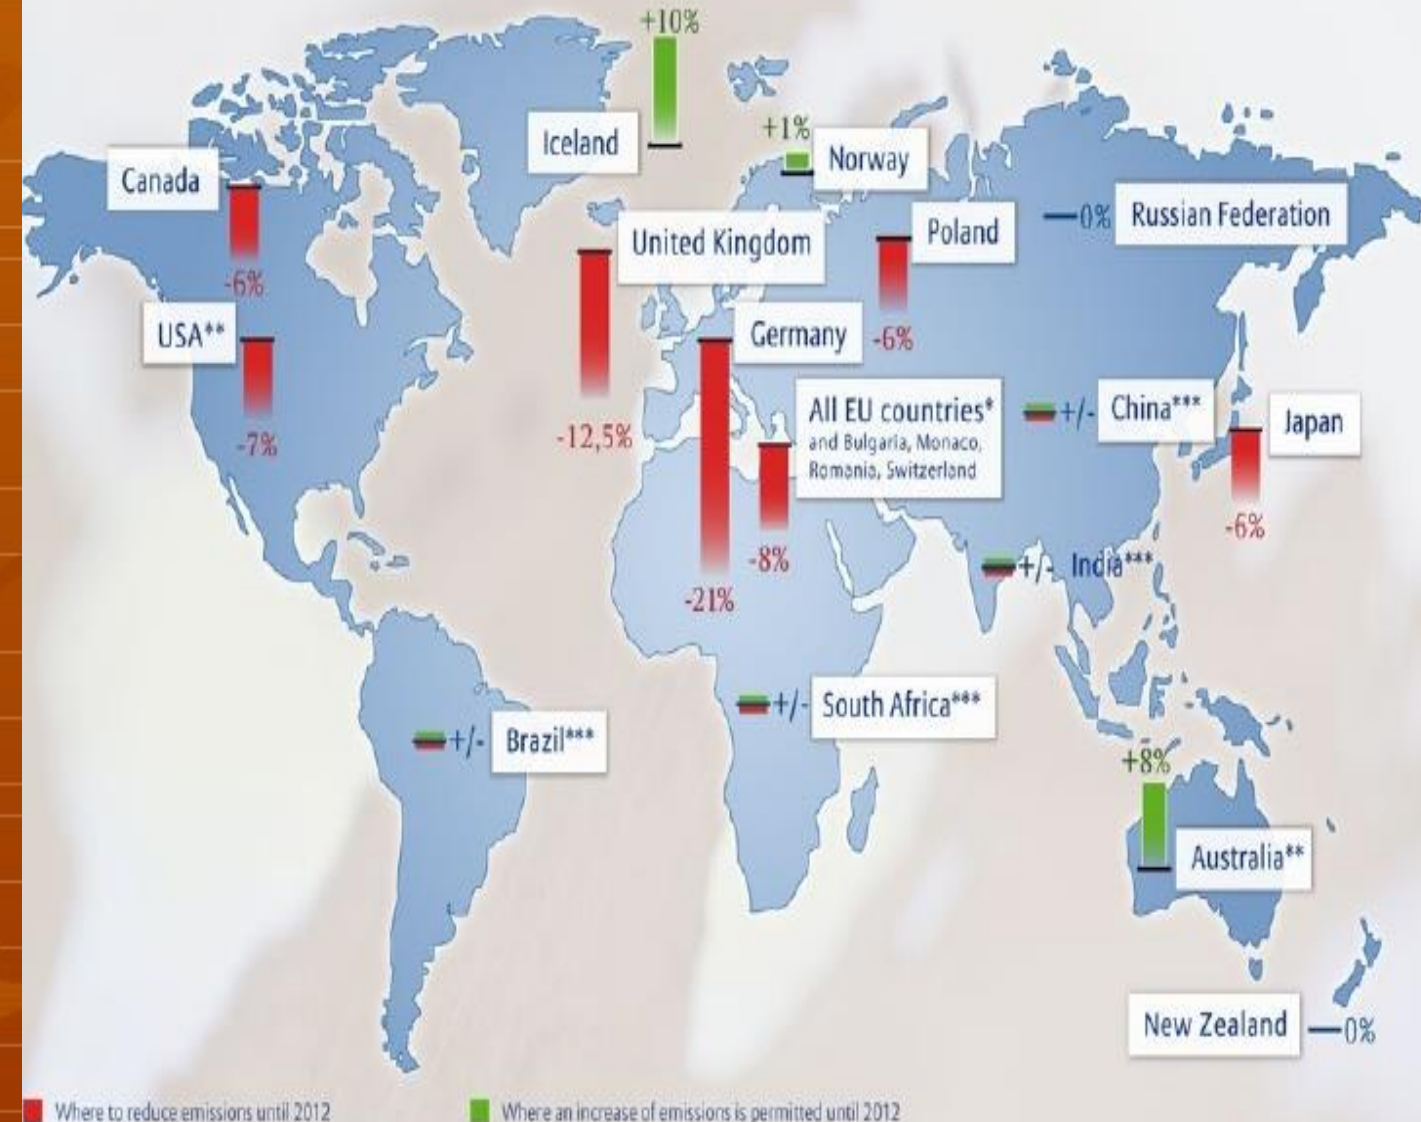 +10%
Iceland
+1%
Norway
Canada
-6%
United Kingdom
-12,5%
Poland
-6%
0%
Russian Federation
USA**
-7%
Germany
-21%
All EU countries*
and Bulgaria, Monaco,
Romania, Switzerland
-8%
+/-
China***
Japan
-6%
+/-
India***
+/-
South Africa***
+/-
Brazil***
+8%
Australia**
New Zealand
0%
Where to reduce emissions until 2012
Where an increase of emissions is permitted until 2012